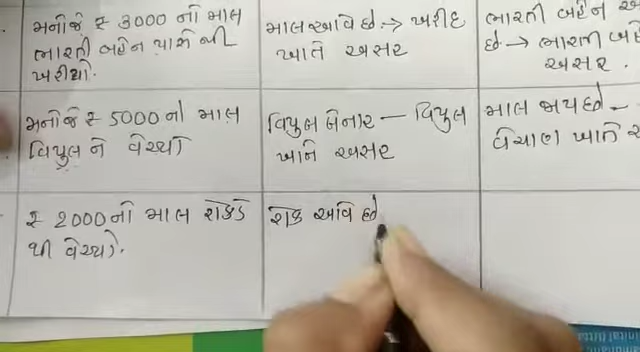 મનોજે ₹ 3000 નો માલ
ભારતી બહેન પાસે થી
ખરીદ્યો.
માલ આવે છે. → ખરીદ
ખાતે અસર
ભારતી બહેન
છે → ભારતી
અસર.
મનોજે ₹ 5000 નો માલ
વિપુલ ને વેચ્યો
વિપુલ લેનાર — વિપુલ
ખાતે અસર
માલ જાય છે –
વેચાણ ખાતે
₹ 2000 નો માલ રોકડે
થી વેચ્યો.
રોકડ આવે છે